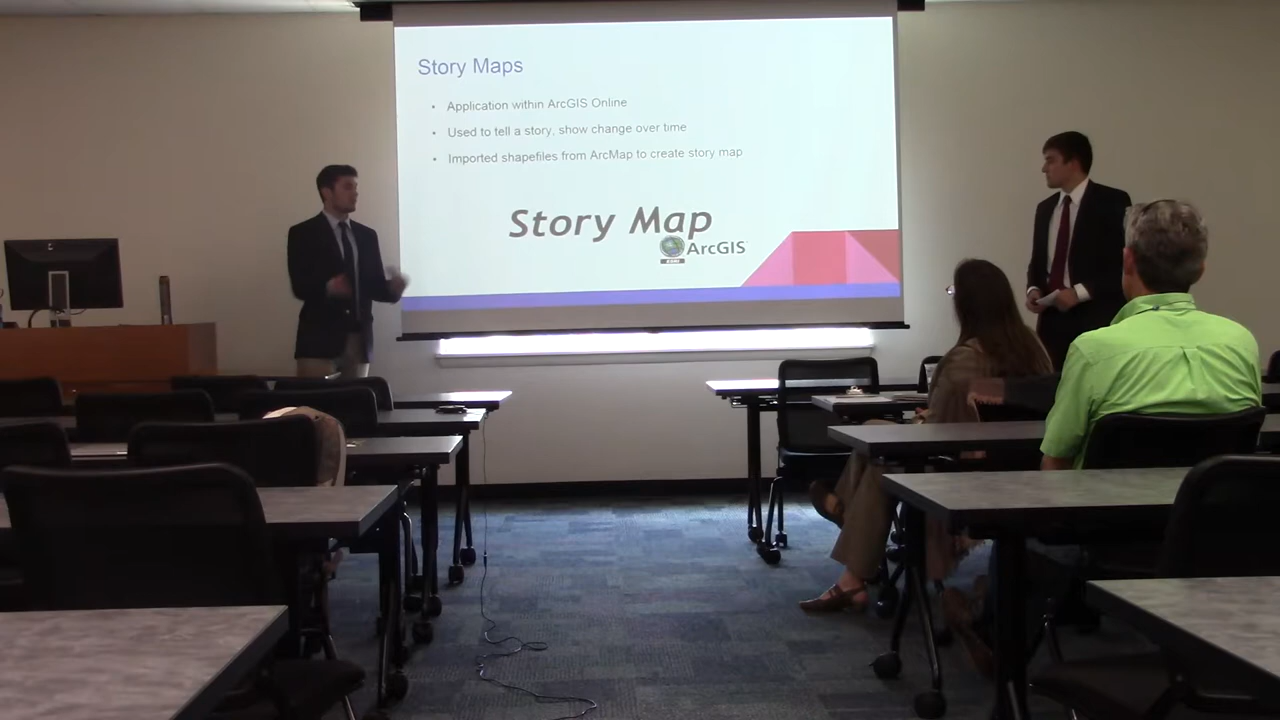 Story Maps
• Application within ArcGIS Online
• Used to tell a story, show change over time
• Imported shapefiles from ArcMap to create story map
Story Map
ArcGIS
esri